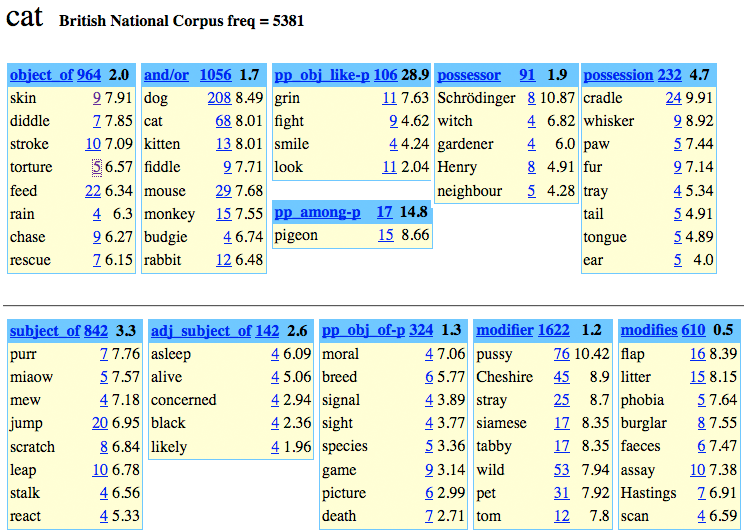 cat British National Corpus freq = 5381
object_of 964 2.0
skin 9 7.91
diddle 7 7.85
stroke 10 7.09
torture 5 6.57
feed 22 6.34
rain 4 6.3
chase 9 6.27
rescue 7 6.15
and/or 1056 1.7
dog 208 8.49
cat 68 8.01
kitten 13 8.01
fiddle 9 7.71
mouse 29 7.68
monkey 15 7.55
budgie 4 6.74
rabbit 12 6.48
pp_obj_like-p 106 28.9
grin 11 7.63
fight 9 4.62
smile 4 4.24
look 11 2.04
pp_among-p 17 14.8
pigeon 15 8.66
possessor 91 1.9
Schrödinger 8 10.87
witch 4 6.82
gardener 4 6.0
Henry 8 4.91
neighbour 5 4.28
possession 232 4.7
cradle 24 9.91
whisker 9 8.92
paw 5 7.44
fur 9 7.14
tray 4 5.34
tail 5 4.91
tongue 5 4.89
ear 5 4.0
subject_of 842 3.3
purr 7 7.76
miaow 5 7.57
mew 4 7.18
jump 20 6.95
scratch 8 6.84
leap 10 6.78
stalk 4 6.56
react 4 5.33
adj_subject_of 142 2.6
asleep 4 6.09
alive 4 5.06
concerned 4 2.94
black 4 2.36
likely 4 1.96
pp_obj_of-p 324 1.3
moral 4 7.06
breed 6 5.77
signal 4 3.89
sight 4 3.77
species 5 3.36
game 9 3.14
picture 6 2.99
death 7 2.71
modifier 1622 1.2
pussy 76 10.42
Cheshire 45 8.9
stray 25 8.7
siamese 17 8.35
tabby 17 8.35
wild 53 7.94
pet 31 7.92
tom 12 7.8
modifies 610 0.5
flap 16 8.39
litter 15 8.15
phobia 5 7.64
burglar 8 7.55
faeces 6 7.47
assay 10 7.38
Hastings 7 6.91
scan 4 6.59